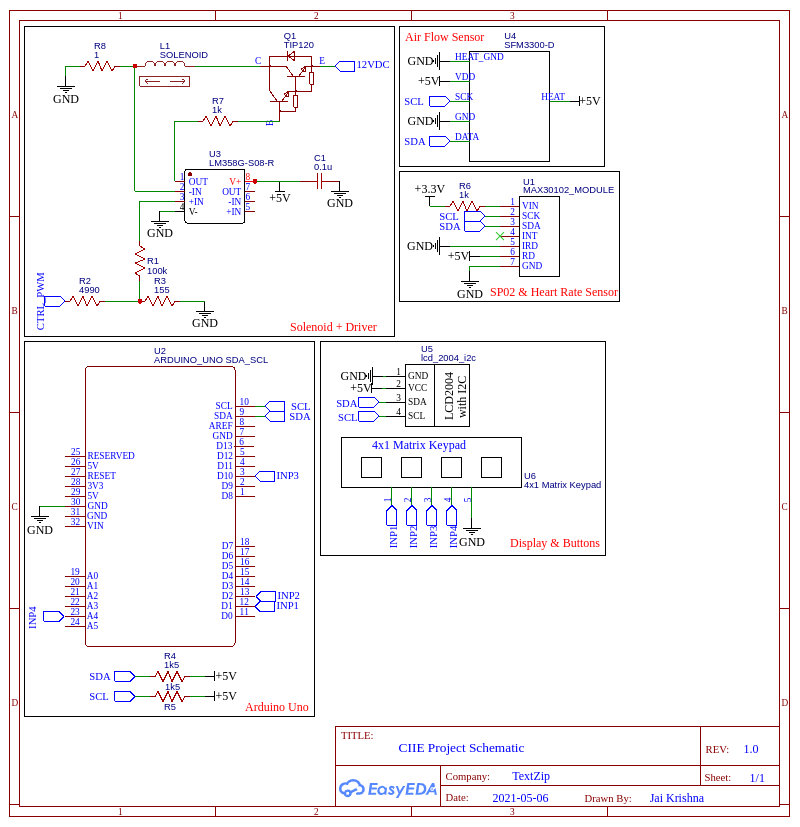 1 2 3
A A
B B
C C
D D
1 2 3
R8
1
L1
SOLENOID
Q1
TIP120
C E
12VDC
B
GND
R7
1k
U3
LM358G-S08-R
1 OUT V+ 8
2 -IN OUT 7
3 +IN -IN 6
4 V- +IN 5
C1
0.1u
+5V
GND
GND
R1
100k
CTRL_PWM
R2
4990
R3
155
GND
Solenoid + Driver
Air Flow Sensor
U4
SFM3300-D
GND HEAT_GND
+5V VDD
SCL SCK
HEAT +5V
GND GND
SDA DATA
U1
MAX30102_MODULE
+3.3V
R6
1k
SCL
SDA
GND
+5V
GND
1 VIN
2 SCK
3 SDA
4 INT
5 IRD
6 RD
7 GND
SP02 & Heart Rate Sensor
U2
ARDUINO_UNO SDA_SCL
SCL 10 SCL
SDA 9 SDA
AREF 8
GND 7
D13 6
D12 5
D11 4
D10 3 INP3
D9 2
D8 1
25 RESERVED
26 5V
27 RESET
28 3V3
29 5V
30 GND
31 GND
32 VIN
GND
D7 18
D6 17
D5 16
D4 15
D3 14
D2 13 INP2
D1 12 INP1
D0 11
19 A0
20 A1
21 A2
22 A3
23 A4
24 A5
INP4
R4
1k5
SDA +5V
SCL +5V
1k5
R5
Arduino Uno
U5
lcd_2004_i2c
GND 1 GND
+5V 2 VCC
SDA 3 SDA
SCL 4 SCL
LCD2004
with I2C
4x1 Matrix Keypad
U6
4x1 Matrix Keypad
1 2 3 4 5
INP1 INP2 INP3 INP4
GND
Display & Buttons
TITLE:
CIIE Project Schematic
REV: 1.0
EasyEDA
Company: TextZip
Sheet: 1/1
Date: 2021-05-06 Drawn By: Jai Krishna